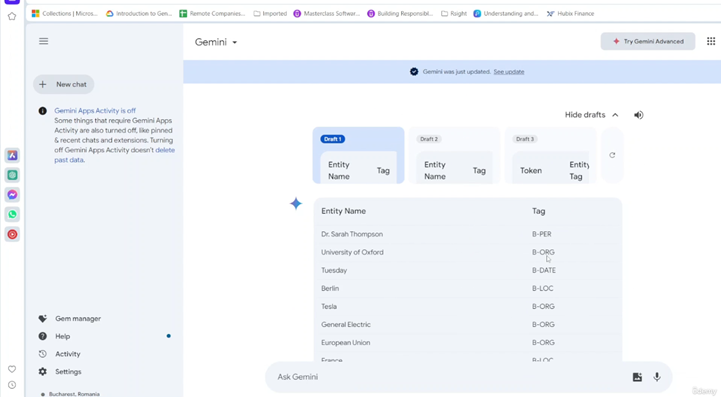 Collections | Micros... Introduction to Gem... Remote Companies... Imported Masterclass Softwar... Building Responsibl... Raight Understanding and... Hubix Finance
Gemini
Try Gemini Advanced
New chat
Gemini was just updated. See update
Gemini Apps Activity is off
Some things that require Gemini Apps
Activity are also turned off, like pinned
& recent chats and extensions. Turning
off Gemini Apps Activity doesn't delete
past data.
Hide drafts
Draft 1 Draft 2 Draft 3
Entity Name Tag
Entity Name Tag
Token Entity Tag
Entity Name Tag
Dr. Sarah Thompson B-PER
University of Oxford B-ORG
Tuesday B-DATE
Berlin B-LOC
Tesla B-ORG
General Electric B-ORG
European Union B-ORG
France B-LOC
Gem manager
Help
Activity
Settings
Bucharest, Romania
Ask Gemini
Udemy